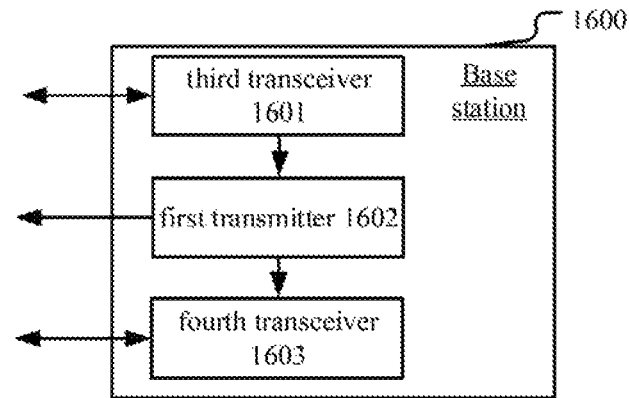 1600
third transceiver
1601
Base
station
first transmitter 1602
fourth transceiver
1603